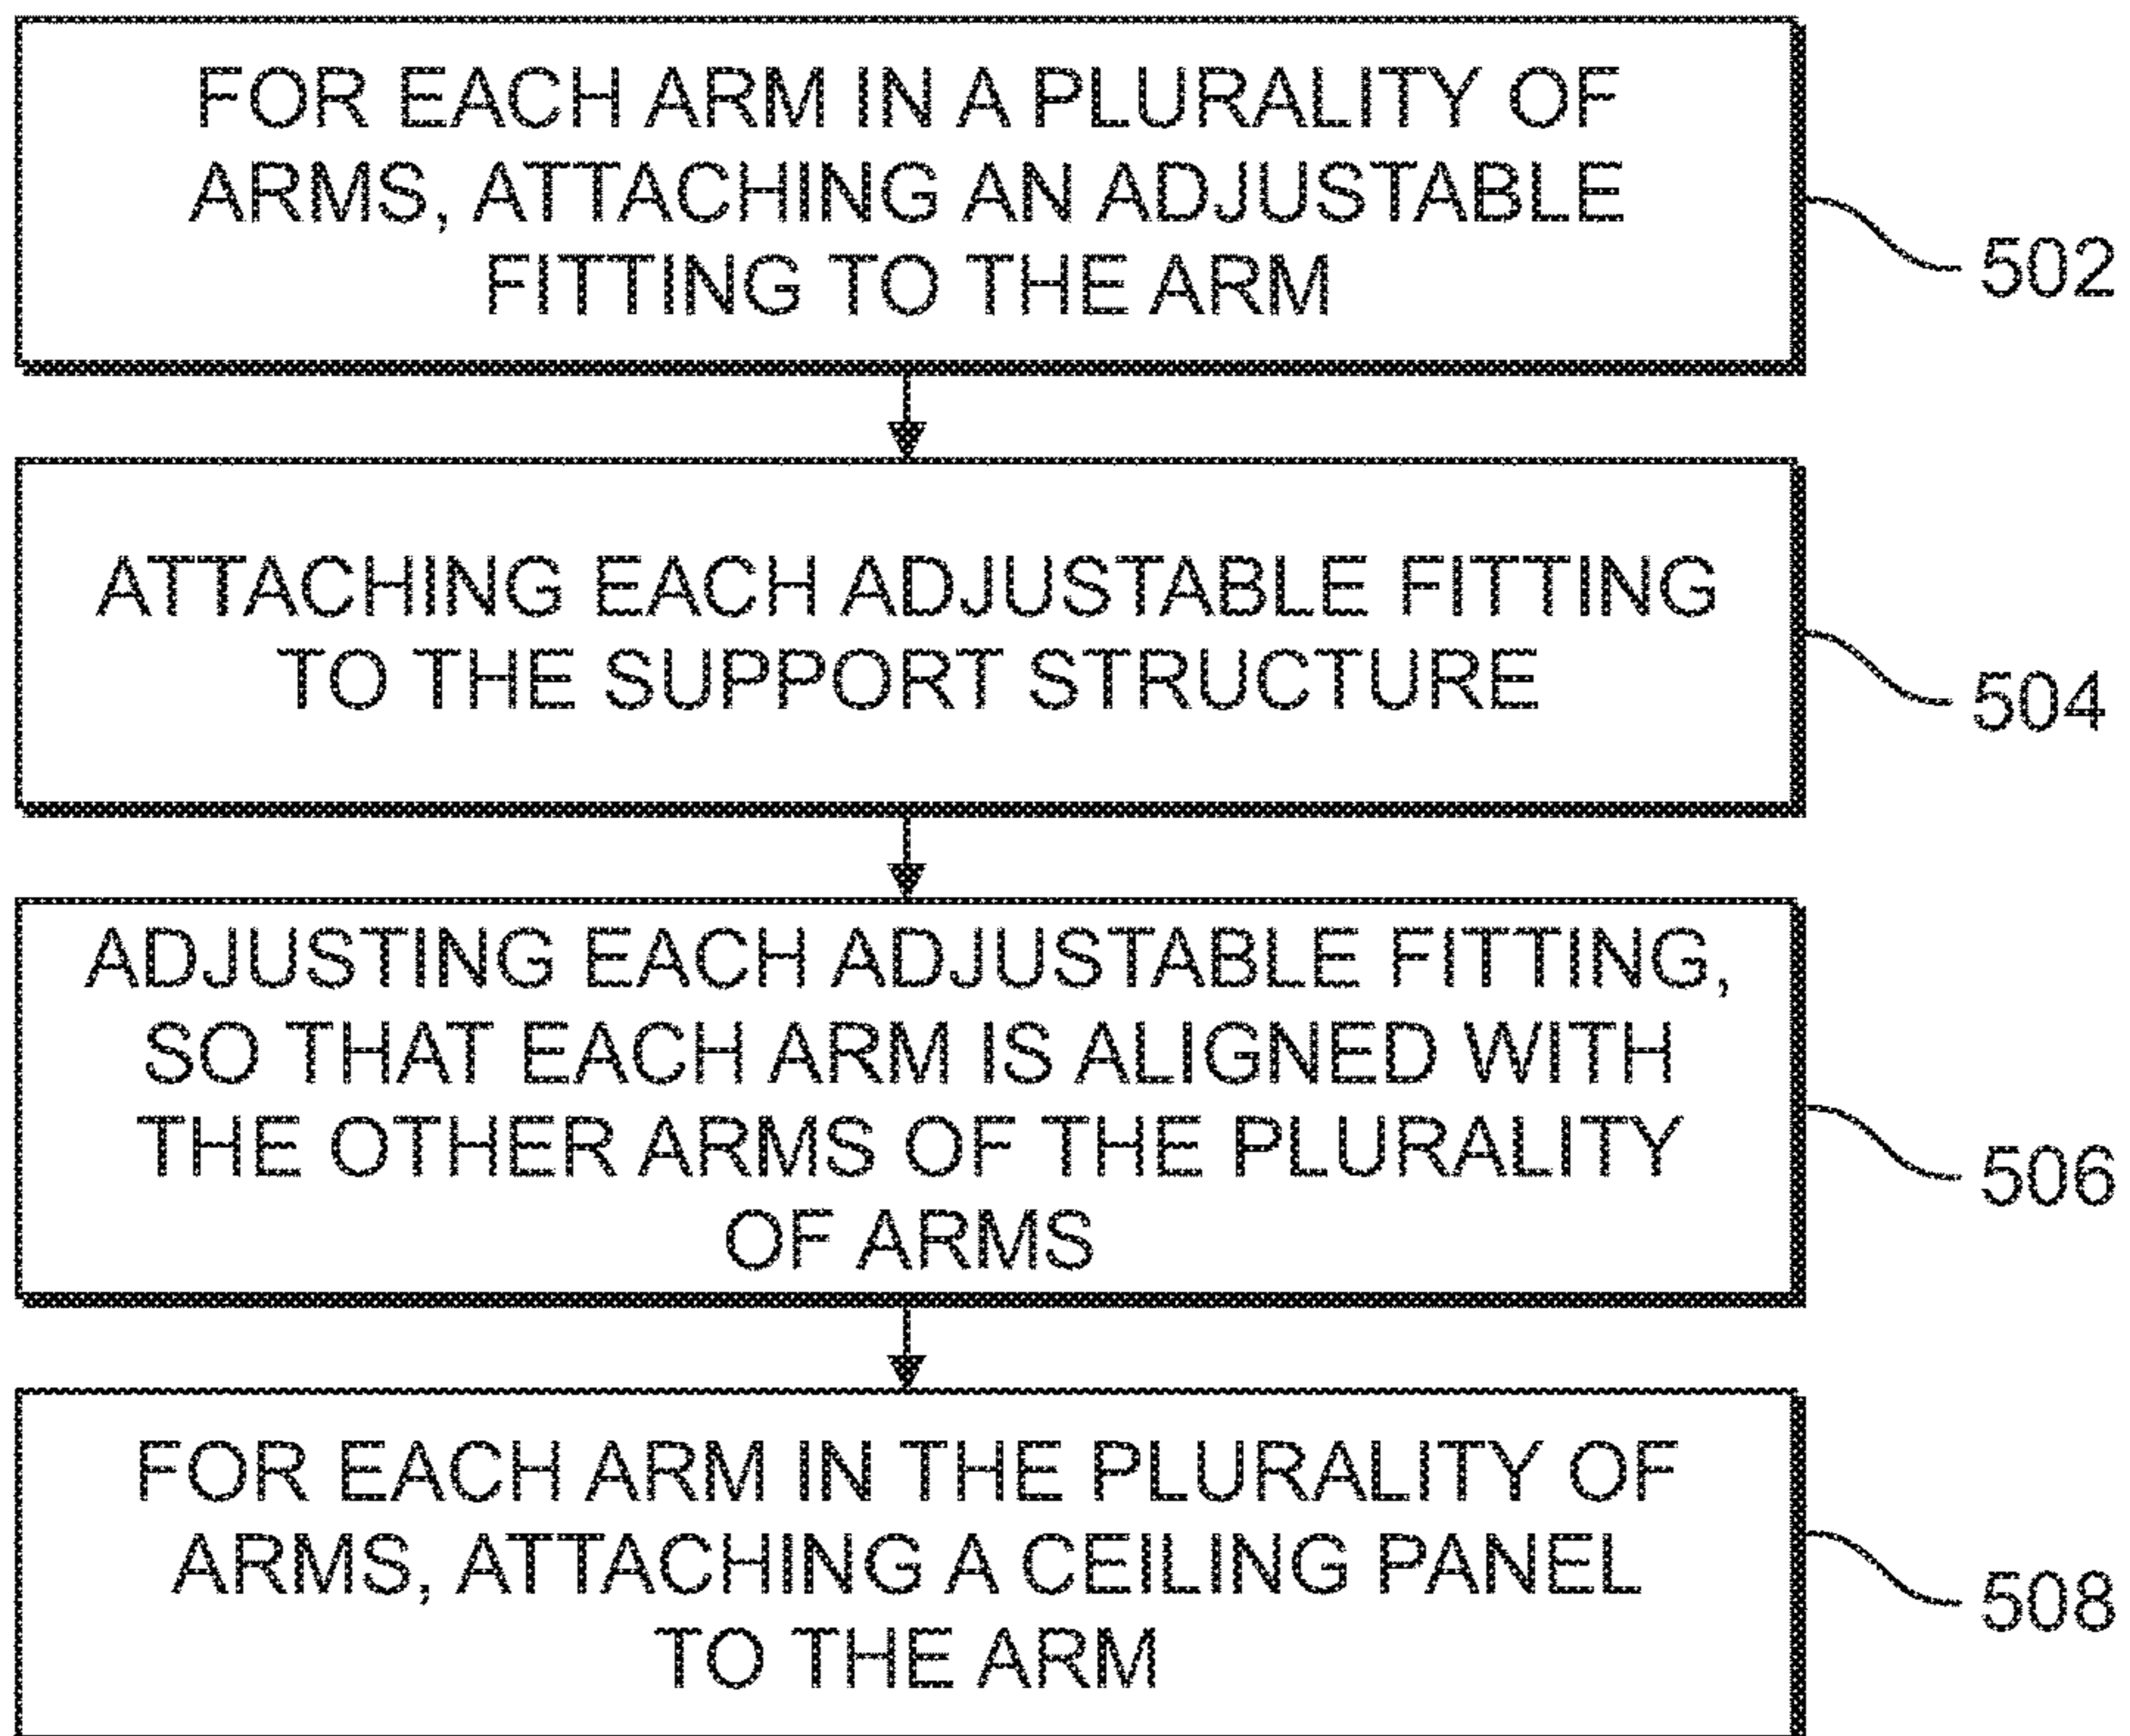 FOR EACH ARM IN A PLURALITY OF
ARMS, ATTACHING AN ADJUSTABLE
FITTING TO THE ARM
502
ATTACHING EACH ADJUSTABLE FITTING
TO THE SUPPORT STRUCTURE
504
ADJUSTING EACH ADJUSTABLE FITTING,
SO THAT EACH ARM IS ALIGNED WITH
THE OTHER ARMS OF THE PLURALITY
OF ARMS
506
FOR EACH ARM IN THE PLURALITY OF
ARMS, ATTACHING A CEILING PANEL
TO THE ARM
508